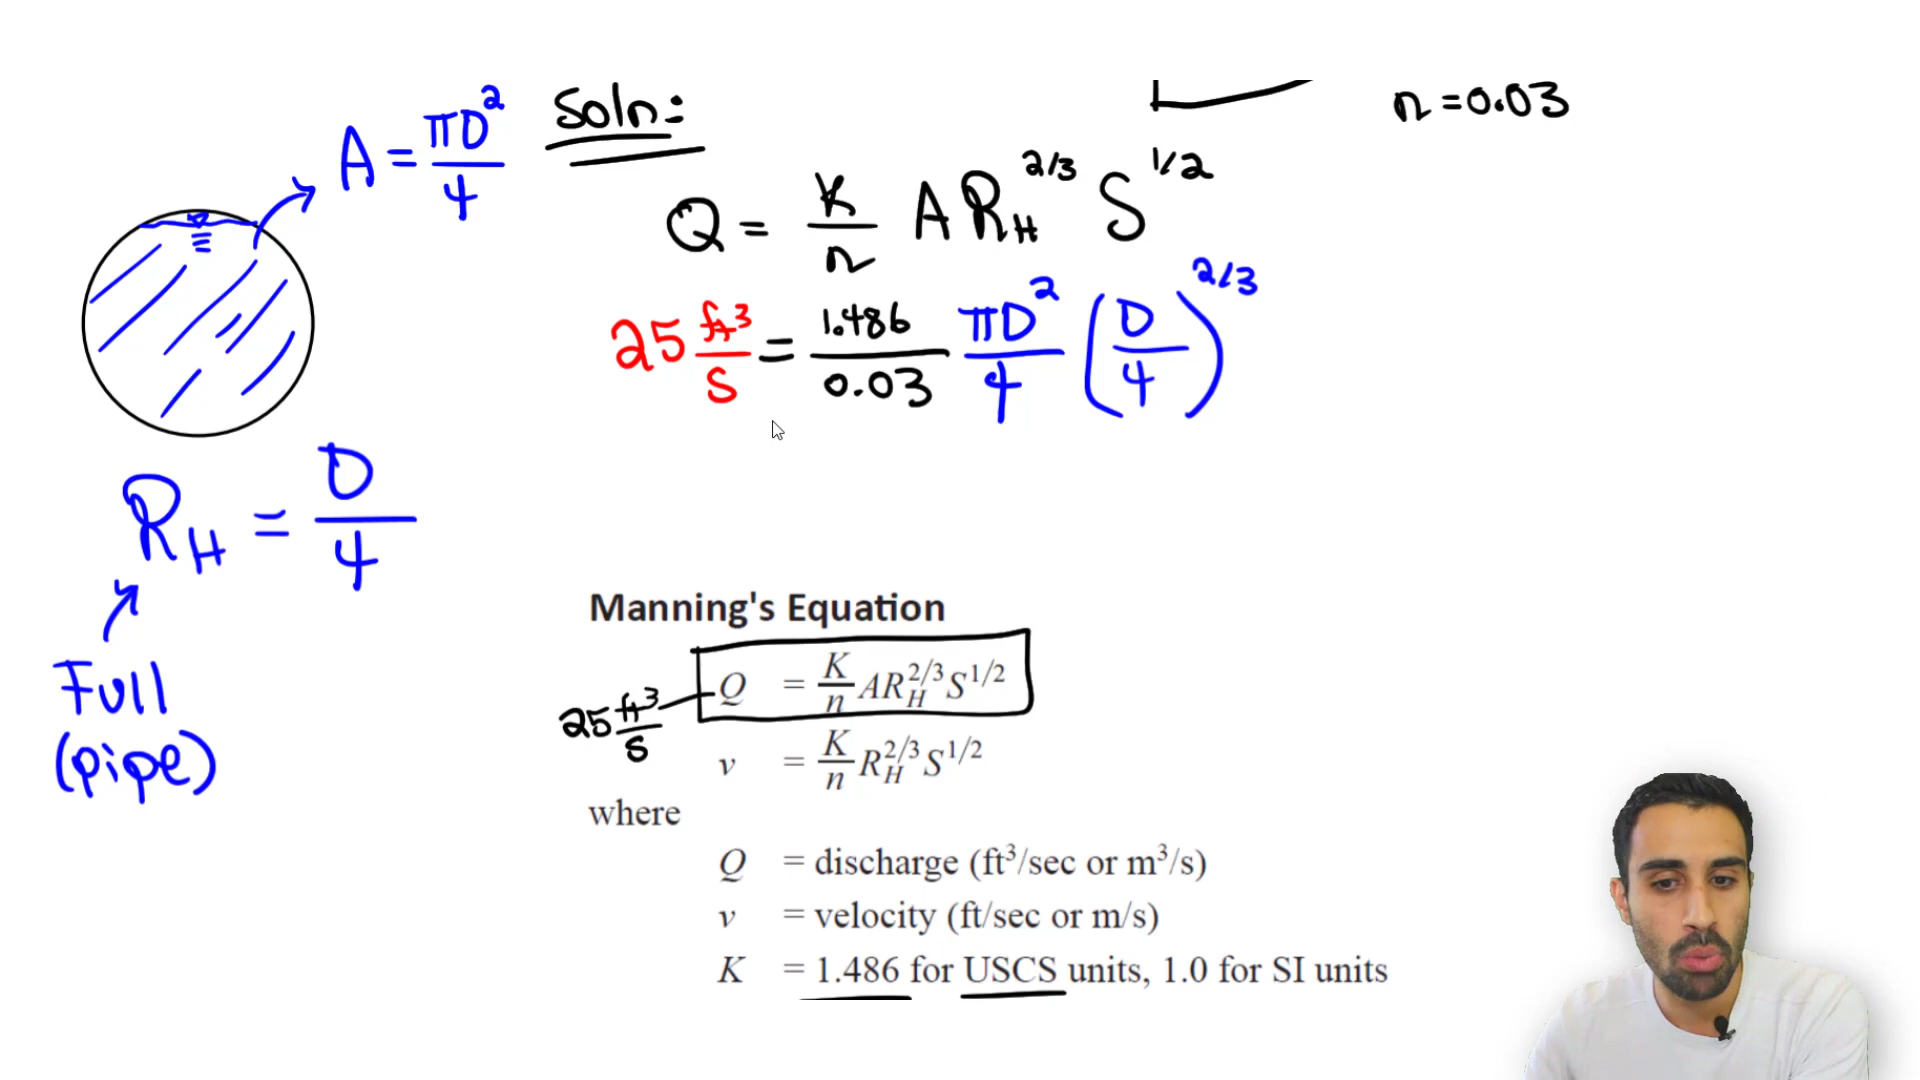 A = πD²/4
Soln:
n = 0.03
Q = K/n A R_H^2/3 S^1/2
25 ft³/s = 1.486/0.03 πD²/4 (D/4)^2/3
R_H = D/4
Full
(pipe)
Manning's Equation
25 ft³/s
Q = K/n AR_H^2/3 S^1/2
v = K/n R_H^2/3 S^1/2
where
Q = discharge (ft³/sec or m³/s)
v = velocity (ft/sec or m/s)
K = 1.486 for USCS units, 1.0 for SI units